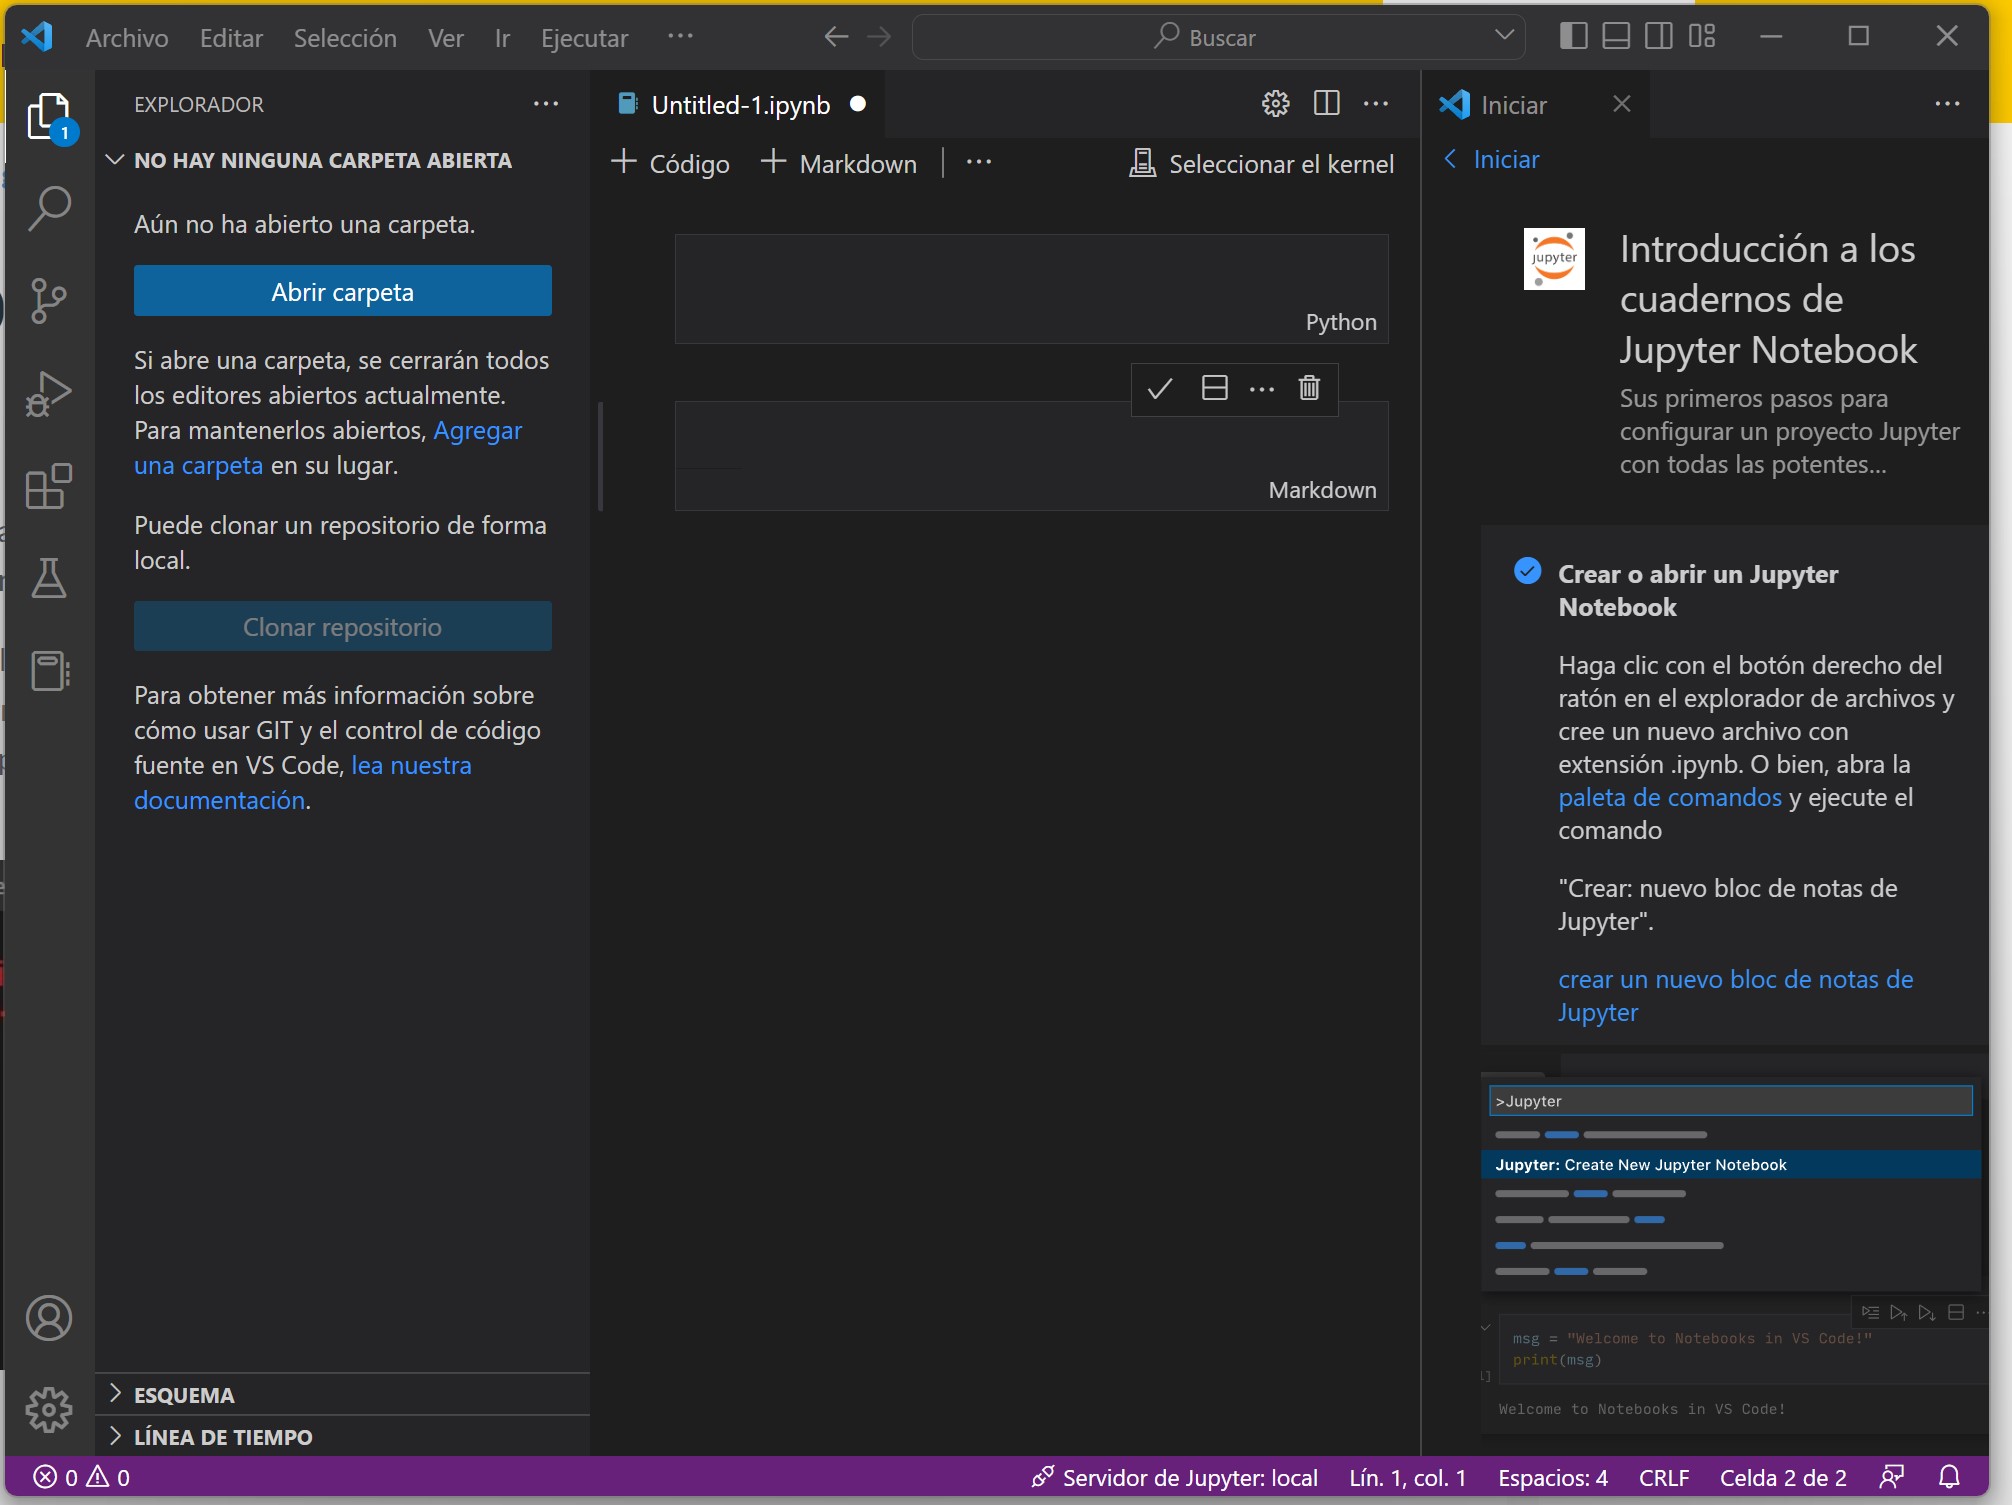 Archivo Editar Selección Ver Ir Ejecutar ··· Buscar
EXPLORADOR ···
1
NO HAY NINGUNA CARPETA ABIERTA
Aún no ha abierto una carpeta.
Abrir carpeta
Si abre una carpeta, se cerrarán todos
los editores abiertos actualmente.
Para mantenerlos abiertos, Agregar
una carpeta en su lugar.
Puede clonar un repositorio de forma
local.
Clonar repositorio
Para obtener más información sobre
cómo usar GIT y el control de código
fuente en VS Code, lea nuestra
documentación.
ESQUEMA
LÍNEA DE TIEMPO
Untitled-1.ipynb
Código Markdown ··· Seleccionar el kernel
Python
Markdown
Iniciar
Iniciar
jupyter
Introducción a los
cuadernos de
Jupyter Notebook
Sus primeros pasos para
configurar un proyecto Jupyter
con todas las potentes...
Crear o abrir un Jupyter
Notebook
Haga clic con el botón derecho del
ratón en el explorador de archivos y
cree un nuevo archivo con
extensión .ipynb. O bien, abra la
paleta de comandos y ejecute el
comando
"Crear: nuevo bloc de notas de
Jupyter".
crear un nuevo bloc de notas de
Jupyter
>Jupyter
Jupyter: Create New Jupyter Notebook
msg = "Welcome to Notebooks in VS Code!"
print(msg)
Welcome to Notebooks in VS Code!
0 0 Servidor de Jupyter: local Lín. 1, col. 1 Espacios: 4 CRLF Celda 2 de 2